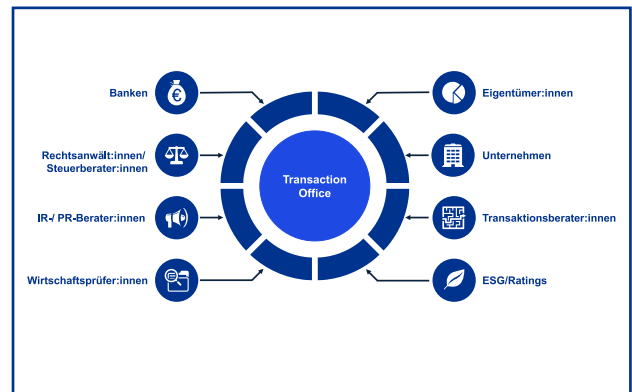 Banken
Rechtsanwält:innen/
Steuerberater:innen
IR-/ PR-Berater:innen
Wirtschaftsprüfer:innen
Transaction
Office
Eigentümer:innen
Unternehmen
Transaktionsberater:innen
ESG/Ratings